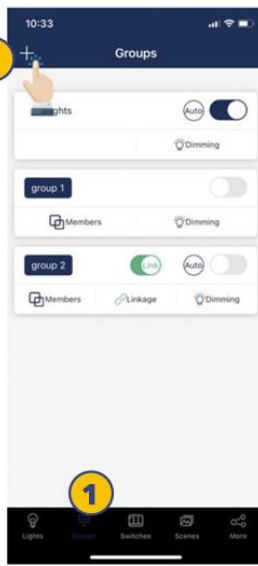 10:33
+ Groups
ghts Auto
Dimming
group 1
Members Dimming
group 2 Link Auto
Members Linkage Dimming
1
Lights Groups Switches Scenes More